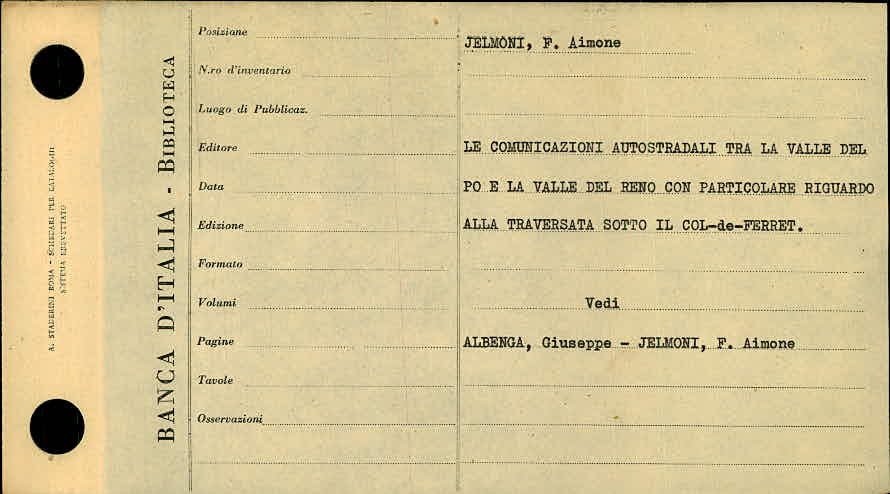 A. STADERINI ROMA - SCHEDARI PER CATALOGHI
SISTEMA BREVETTATO
BANCA D'ITALIA - BIBLIOTECA
Posizione
N.ro d'inventario
Luogo di Pubblicaz.
Editore
Data
Edizione
Formato
Volumi
Pagine
Tavole
Osservazioni
JELMONI, F. Aimone
LE COMUNICAZIONI AUTOSTRADALI TRA LA VALLE DEL
PO E LA VALLE DEL RENO CON PARTICOLARE RIGUARDO
ALLA TRAVERSATA SOTTO IL COL-de-FERRET.
Vedi
ALBENGA, Giuseppe - JELMONI, F. Aimone